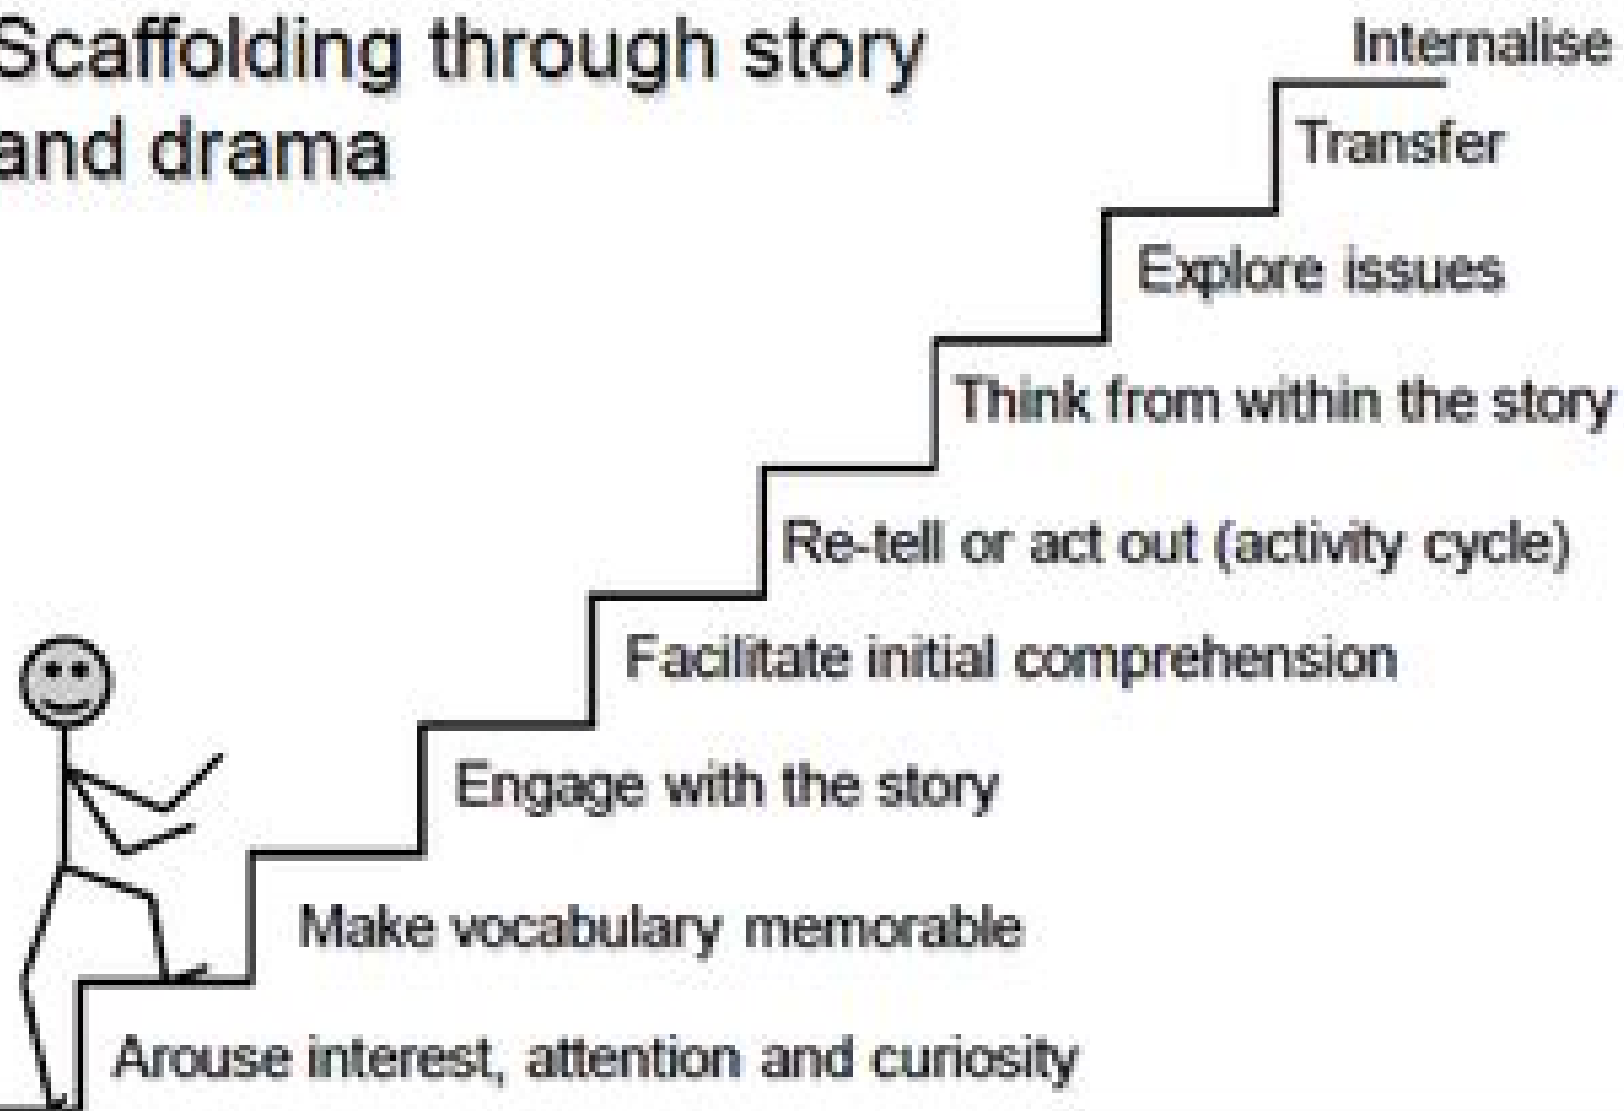 Scaffolding through story
and drama
Internalise
Transfer
Explore issues
Think from within the story
Re-tell or act out (activity cycle)
Facilitate initial comprehension
Engage with the story
Make vocabulary memorable
Arouse interest, attention and curiosity